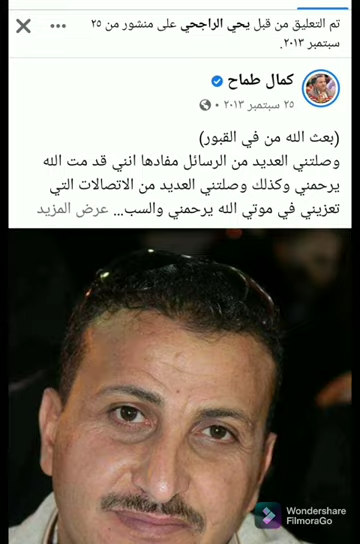 تم التعليق من قبل يحي الراجحي على منشور من ٢٥
سبتمبر ٢٠١٣.
كمال طماح
٢٥ سبتمبر ٢٠١٣
(بعث الله من في القبور)
وصلتني العديد من الرسائل مفادها انني قد مت الله
يرحمني وكذلك وصلتني العديد من الاتصالات التي
تعزيني في موتي الله يرحمني والسب... عرض المزيد
Wondershare
FilmoraGo